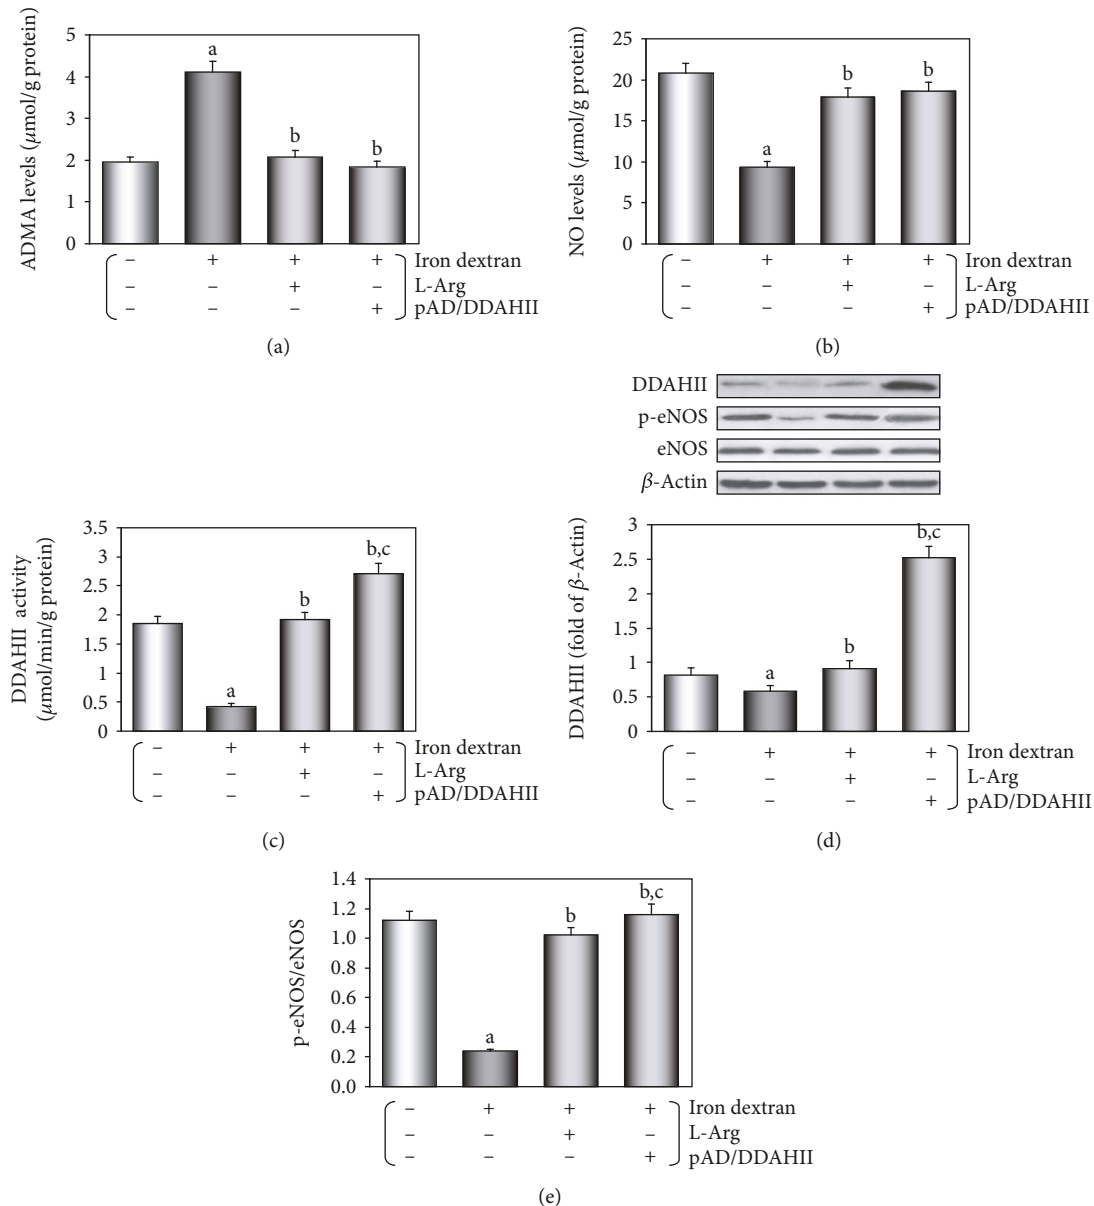 ADMA levels (μmol/g protein)
5
4
3
2
1
0
a
b
b
− + + + Iron dextran
− − + − L-Arg
− − − + pAD/DDAHII
(a)
NO levels (μmol/g protein)
25
20
15
10
5
0
a
b
b
− + + + Iron dextran
− − + − L-Arg
− − − + pAD/DDAHII
(b)
DDAHII activity
(μmol/min/g protein)
3.5
3
2.5
2
1.5
1
0.5
0
a
b
b,c
− + + + Iron dextran
− − + − L-Arg
− − − + pAD/DDAHII
(c)
DDAHII
p-eNOS
eNOS
β-Actin
DDAHII (fold of β-Actin)
3
2.5
2
1.5
1
0.5
0
a
b
b,c
− + + + Iron dextran
− − + − L-Arg
− − − + pAD/DDAHII
(d)
p-eNOS/eNOS
1.4
1.2
1.0
0.8
0.6
0.4
0.2
0.0
a
b
b,c
− + + + Iron dextran
− − + − L-Arg
− − − + pAD/DDAHII
(e)